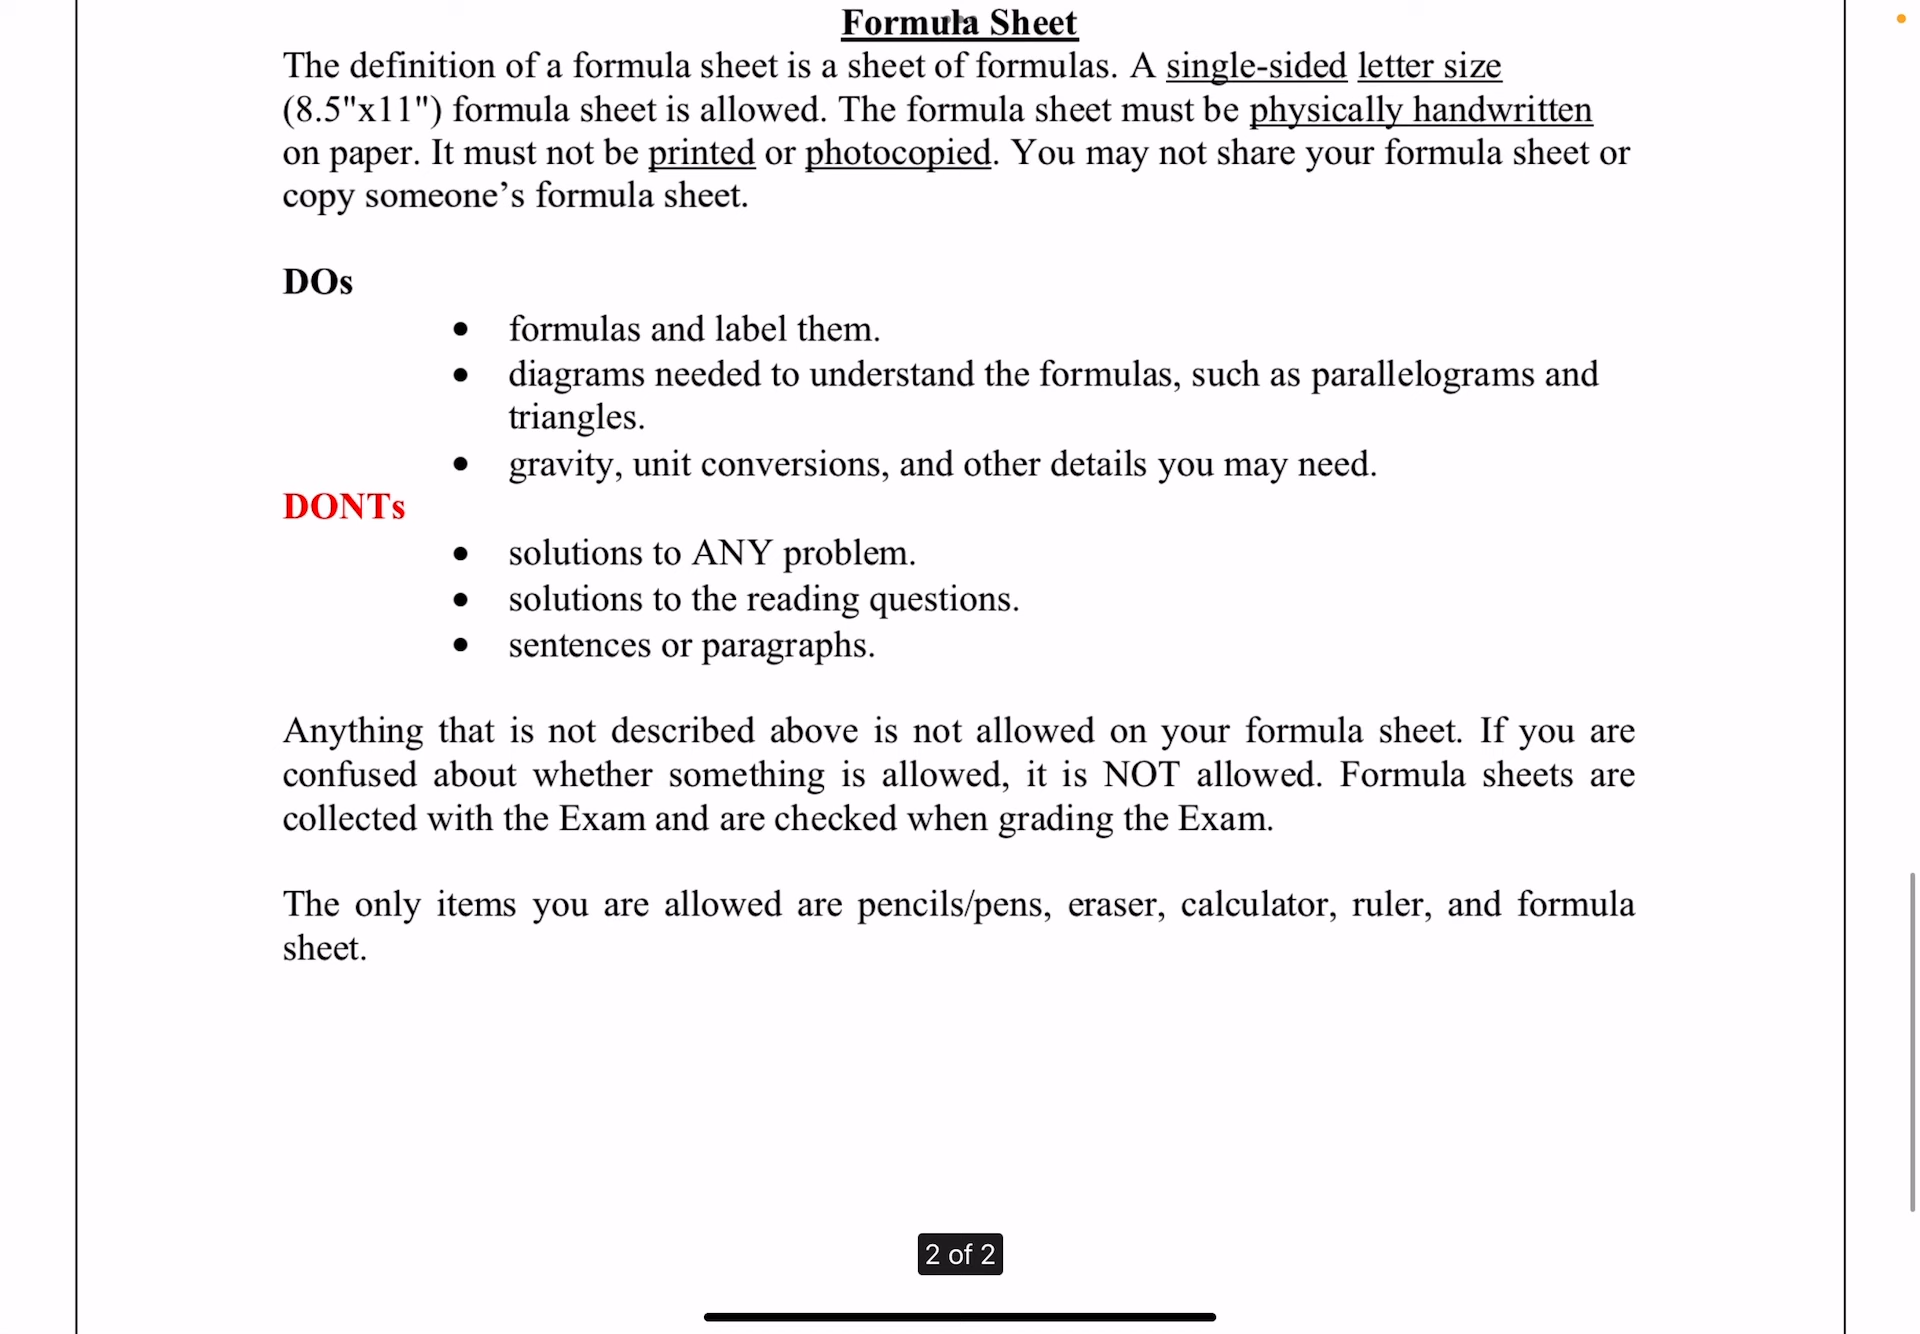 Formula Sheet
The definition of a formula sheet is a sheet of formulas. A single-sided letter size
(8.5"x11") formula sheet is allowed. The formula sheet must be physically handwritten
on paper. It must not be printed or photocopied. You may not share your formula sheet or
copy someone’s formula sheet.
DOs
• formulas and label them.
• diagrams needed to understand the formulas, such as parallelograms and
triangles.
• gravity, unit conversions, and other details you may need.
DONTs
• solutions to ANY problem.
• solutions to the reading questions.
• sentences or paragraphs.
Anything that is not described above is not allowed on your formula sheet. If you are
confused about whether something is allowed, it is NOT allowed. Formula sheets are
collected with the Exam and are checked when grading the Exam.
The only items you are allowed are pencils/pens, eraser, calculator, ruler, and formula
sheet.
2 of 2